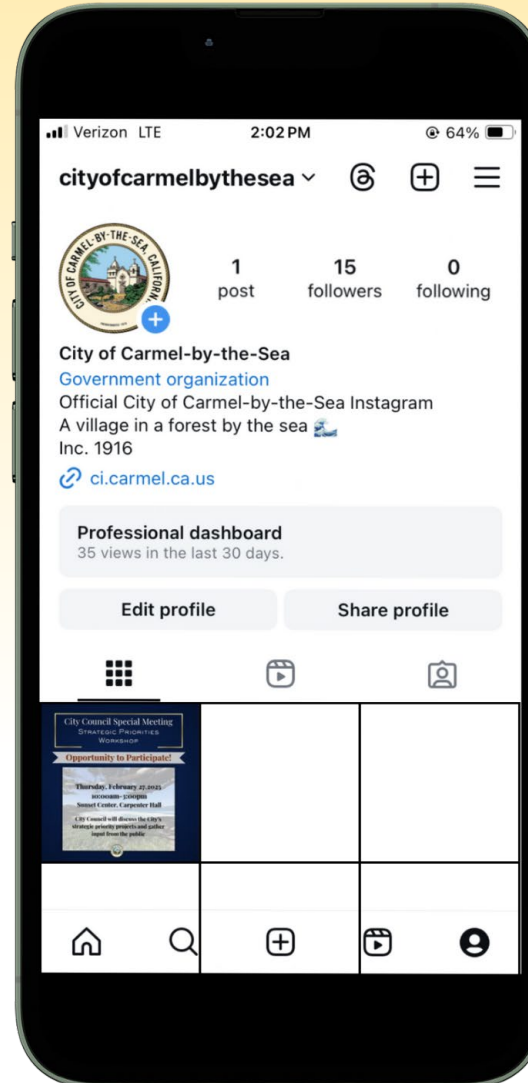 Verizon LTE 2:02 PM 64%
cityofcarmelbythesea
CITY OF CARMEL-BY-THE-SEA, CALIFORN
1 15 0
post followers following
City of Carmel-by-the-Sea
Government organization
Official City of Carmel-by-the-Sea Instagram
A village in a forest by the sea 🌊
Inc. 1916
ci.carmel.ca.us
Professional dashboard
35 views in the last 30 days.
Edit profile Share profile
City Council Special Meeting
Strategic Priorities
Workshop
Opportunity to Participate!
Thursday, February 27, 2025
10:00am-3:00pm
Sunset Center, Carpenter Hall
City Council will discuss the City's
strategic priority projects and gather
input from the public